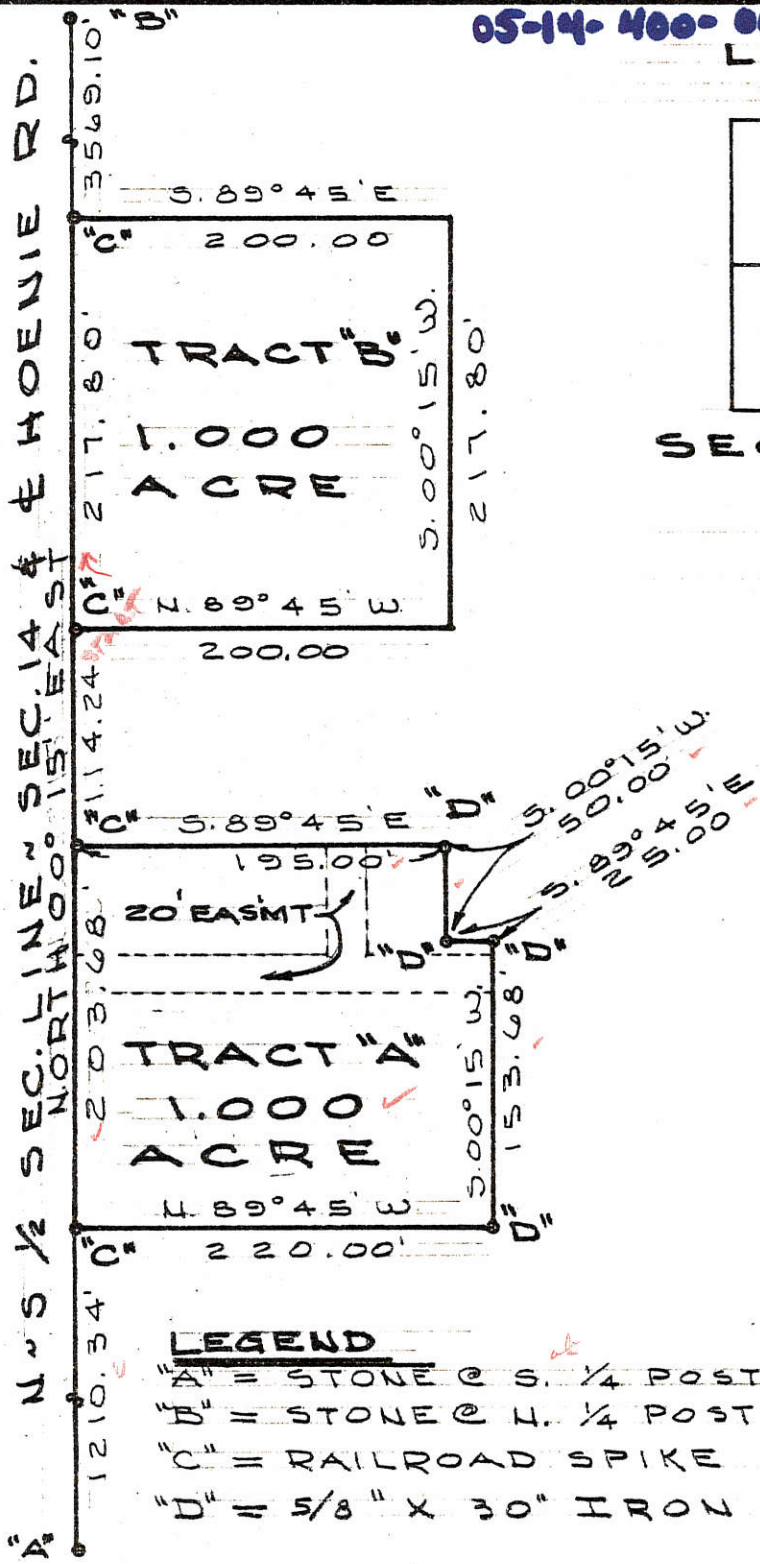 05-14-400-
"B"
3569.10'
S. 89° 45' E
"C" 200.00
TRACT "B"
1.000
ACRE
217.80'
S. 00° 15' W.
217.80'
"C" N. 89° 45' W.
200.00
114.24
N-S 1/2 SEC. LINE ~ SEC. 14 & ℄ HOENIE RD.
NORTH 00° 15' EAST
"C" S. 89° 45' E "D"
195.00'
S. 00° 15' W.
50.00'
S. 89° 45' E
25.00
20' EASMT
"D" "D"
203.68'
TRACT "A"
1.000
ACRE
S. 00° 15' W.
153.68'
N. 89° 45' W
"C" 220.00' "D"
1210.34'
LEGEND
"A" = STONE @ S. 1/4 POST
"B" = STONE @ N. 1/4 POST
"C" = RAILROAD SPIKE
"D" = 5/8" X 30" IRON
"A"